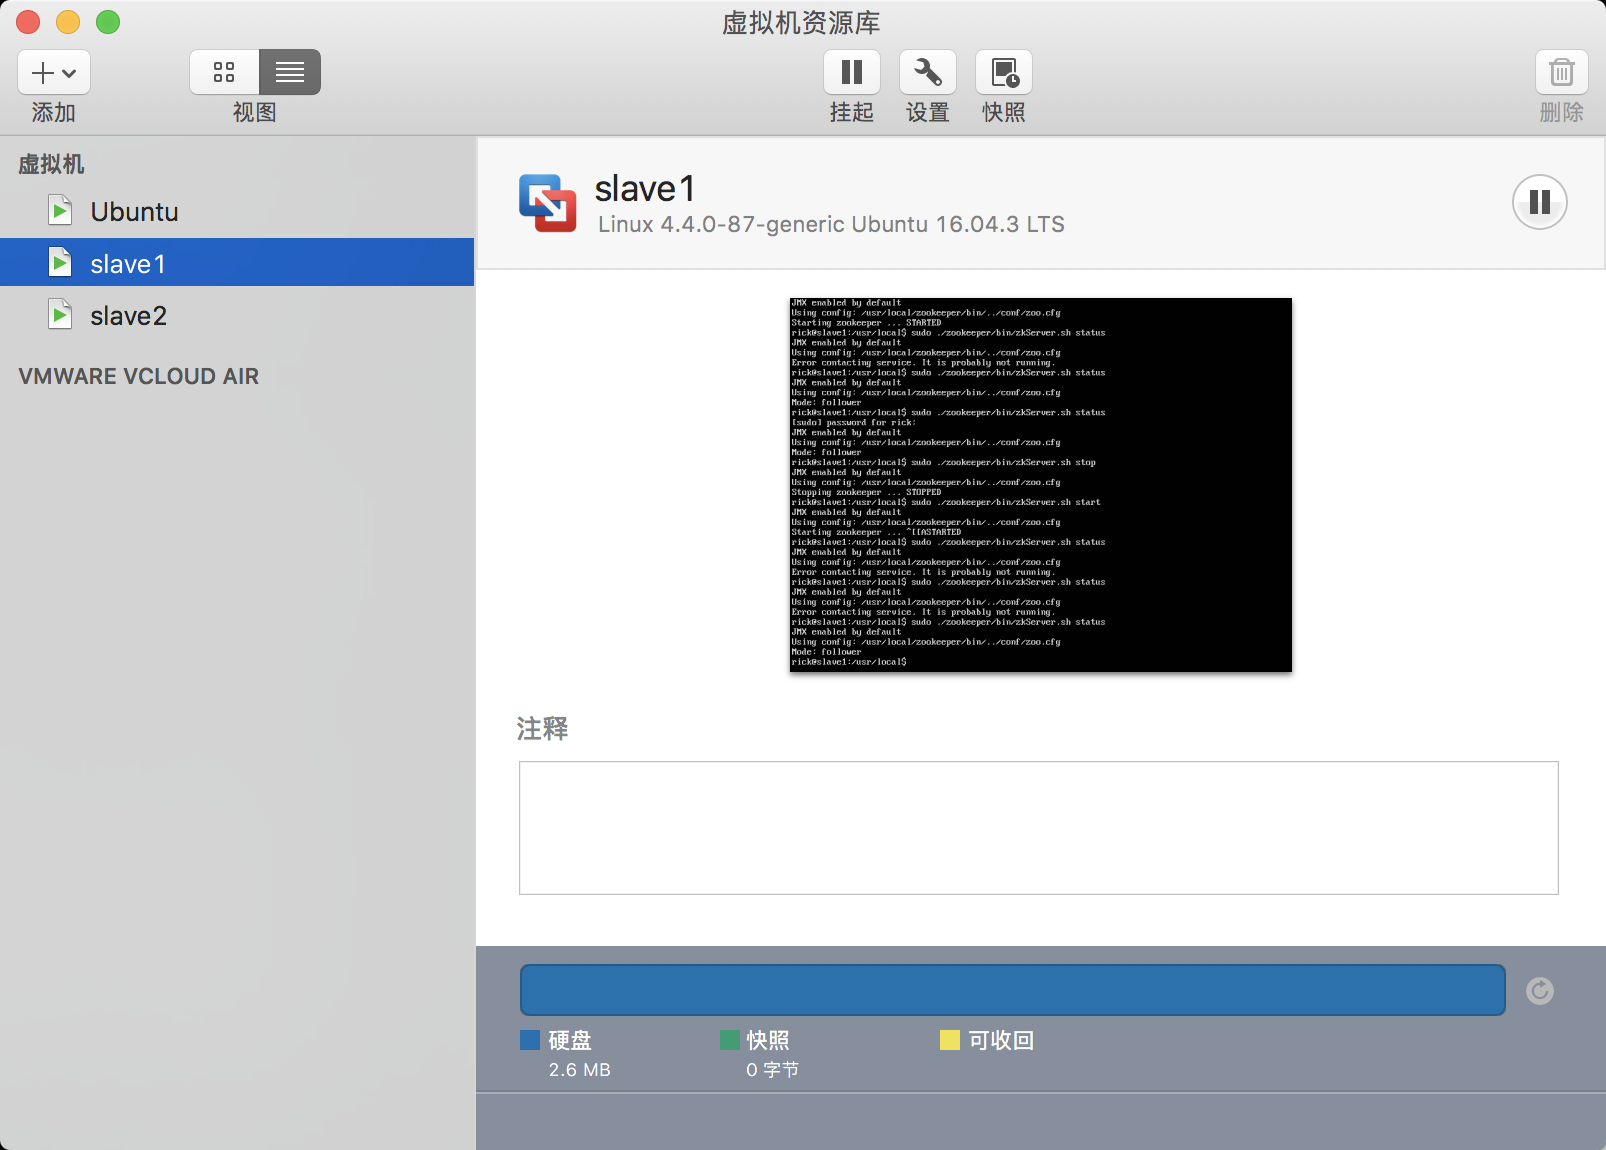 虚拟机资源库
添加
视图
挂起
设置
快照
删除
虚拟机
Ubuntu
slave1
slave2
VMWARE VCLOUD AIR
slave1
Linux 4.4.0-87-generic Ubuntu 16.04.3 LTS
JMX enabled by default
Using config: /usr/local/zookeeper/bin/../conf/zoo.cfg
Starting zookeeper ... STARTED
rick@slave1:/usr/local$ sudo ./zookeeper/bin/zkServer.sh status
JMX enabled by default
Using config: /usr/local/zookeeper/bin/../conf/zoo.cfg
Error contacting service. It is probably not running.
rick@slave1:/usr/local$ sudo ./zookeeper/bin/zkServer.sh status
JMX enabled by default
Using config: /usr/local/zookeeper/bin/../conf/zoo.cfg
Mode: follower
rick@slave1:/usr/local$ sudo ./zookeeper/bin/zkServer.sh status
[sudo] password for rick:
JMX enabled by default
Using config: /usr/local/zookeeper/bin/../conf/zoo.cfg
Mode: follower
rick@slave1:/usr/local$ sudo ./zookeeper/bin/zkServer.sh stop
JMX enabled by default
Using config: /usr/local/zookeeper/bin/../conf/zoo.cfg
Stopping zookeeper ... STOPPED
rick@slave1:/usr/local$ sudo ./zookeeper/bin/zkServer.sh start
JMX enabled by default
Using config: /usr/local/zookeeper/bin/../conf/zoo.cfg
Starting zookeeper ... ^[[ASTARTED
rick@slave1:/usr/local$ sudo ./zookeeper/bin/zkServer.sh status
JMX enabled by default
Using config: /usr/local/zookeeper/bin/../conf/zoo.cfg
Error contacting service. It is probably not running.
rick@slave1:/usr/local$ sudo ./zookeeper/bin/zkServer.sh status
JMX enabled by default
Using config: /usr/local/zookeeper/bin/../conf/zoo.cfg
Error contacting service. It is probably not running.
rick@slave1:/usr/local$ sudo ./zookeeper/bin/zkServer.sh status
JMX enabled by default
Using config: /usr/local/zookeeper/bin/../conf/zoo.cfg
Mode: follower
rick@slave1:/usr/local$
注释
硬盘
2.6 MB
快照
0 字节
可收回